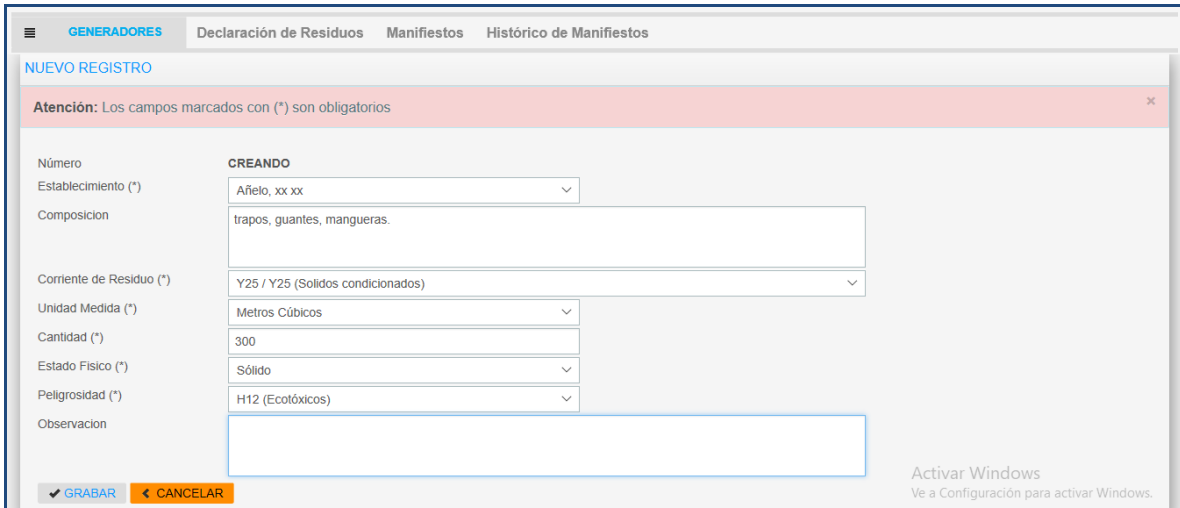 GENERADORES Declaración de Residuos Manifiestos Histórico de Manifiestos
NUEVO REGISTRO
Atención: Los campos marcados con (*) son obligatorios ×
Número CREANDO
Establecimiento (*) Añelo, xx xx
Composicion trapos, guantes, mangueras.
Corriente de Residuo (*) Y25 / Y25 (Solidos condicionados)
Unidad Medida (*) Metros Cúbicos
Cantidad (*) 300
Estado Fisico (*) Sólido
Peligrosidad (*) H12 (Ecotóxicos)
Observacion
GRABAR CANCELAR
Activar Windows
Ve a Configuración para activar Windows.